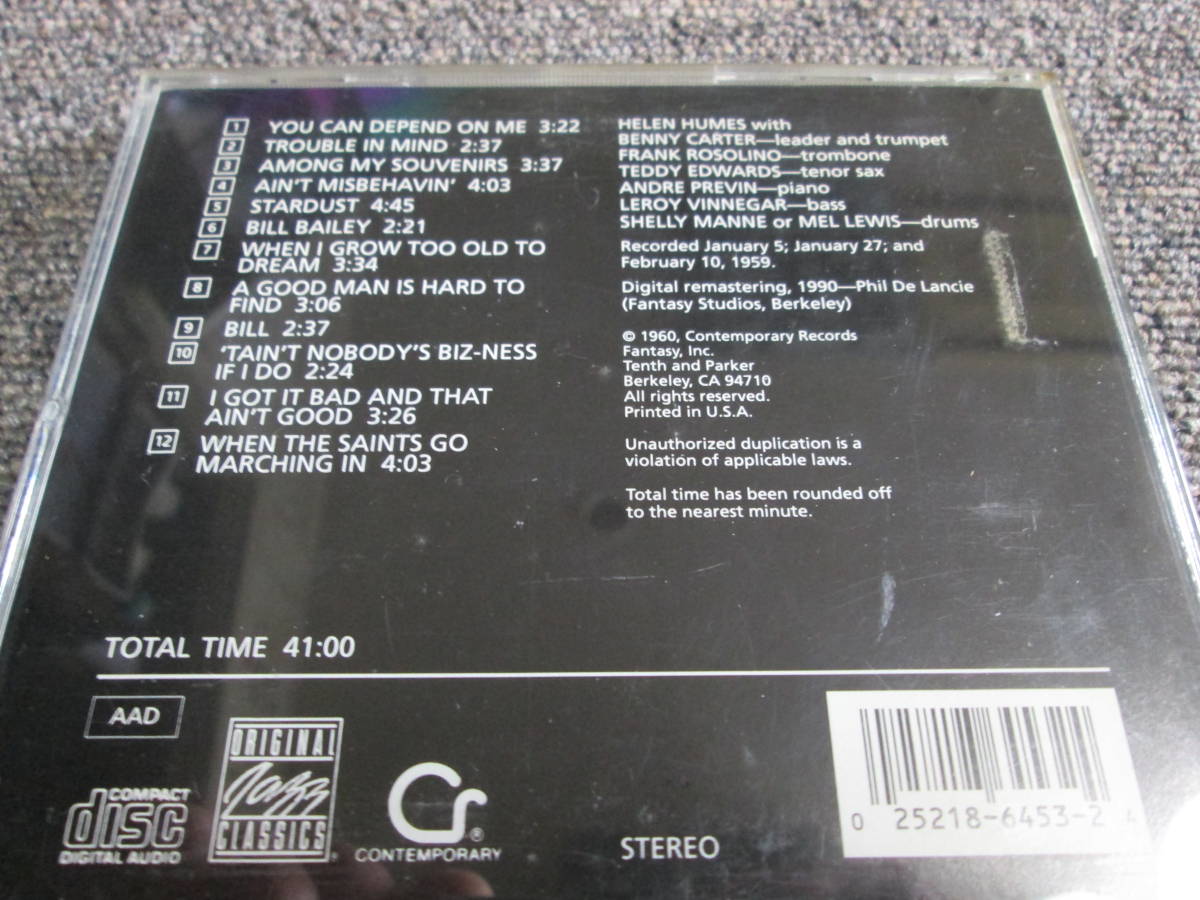 1 YOU CAN DEPEND ON ME 3:22
2 TROUBLE IN MIND 2:37
3 AMONG MY SOUVENIRS 3:37
4 AIN'T MISBEHAVIN' 4:03
5 STARDUST 4:45
6 BILL BAILEY 2:21
7 WHEN I GROW TOO OLD TO
DREAM 3:34
8 A GOOD MAN IS HARD TO
FIND 3:06
9 BILL 2:37
10 'TAIN'T NOBODY'S BIZ-NESS
IF I DO 2:24
11 I GOT IT BAD AND THAT
AIN'T GOOD 3:26
12 WHEN THE SAINTS GO
MARCHING IN 4:03
HELEN HUMES with
BENNY CARTER—leader and trumpet
FRANK ROSOLINO—trombone
TEDDY EDWARDS—tenor sax
ANDRE PREVIN—piano
LEROY VINNEGAR—bass
SHELLY MANNE or MEL LEWIS—drums
Recorded January 5; January 27; and
February 10, 1959.
Digital remastering, 1990—Phil De Lancie
(Fantasy Studios, Berkeley)
© 1960, Contemporary Records
Fantasy, Inc.
Tenth and Parker
Berkeley, CA 94710
All rights reserved.
Printed in U.S.A.
Unauthorized duplication is a
violation of applicable laws.
Total time has been rounded off
to the nearest minute.
TOTAL TIME 41:00
AAD
COMPACT
disc
DIGITAL AUDIO
ORIGINAL
Jazz
CLASSICS
Cr®
CONTEMPORARY
STEREO
0 25218-6453-2 4